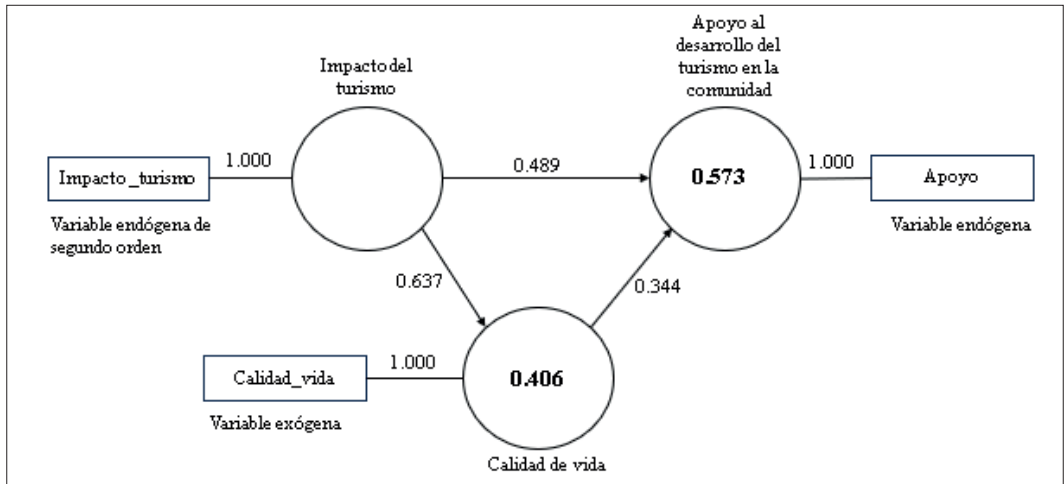 Impacto del
turismo
Apoyo al
desarrollo del
turismo en la
comunidad
1.000
Impacto_turismo
Variable endógena de
segundo orden
0.489
0.573
1.000
Apoyo
Variable endógena
0.637
0.344
1.000
Calidad_vida
Variable exógena
0.406
Calidad de vida